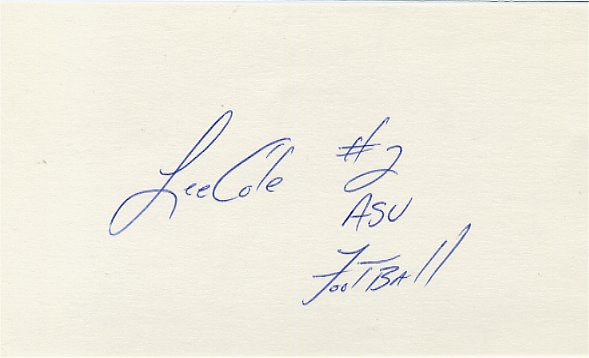 Lee Cole #2
ASU
FootBall